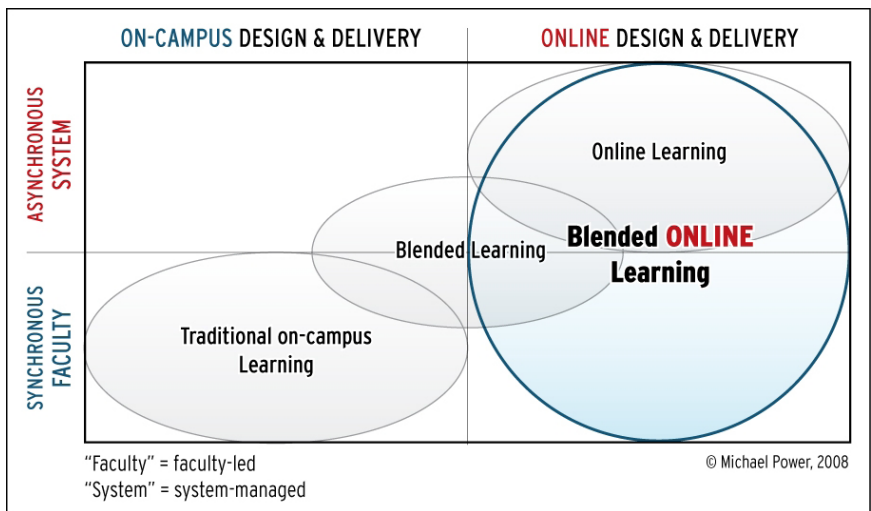 ON-CAMPUS DESIGN & DELIVERY
ONLINE DESIGN & DELIVERY
ASYNCHRONOUS
SYSTEM
Online Learning
Blended Learning
Blended ONLINE
Learning
SYNCHRONOUS
FACULTY
Traditional on-campus
Learning
“Faculty” = faculty-led
“System” = system-managed
© Michael Power, 2008